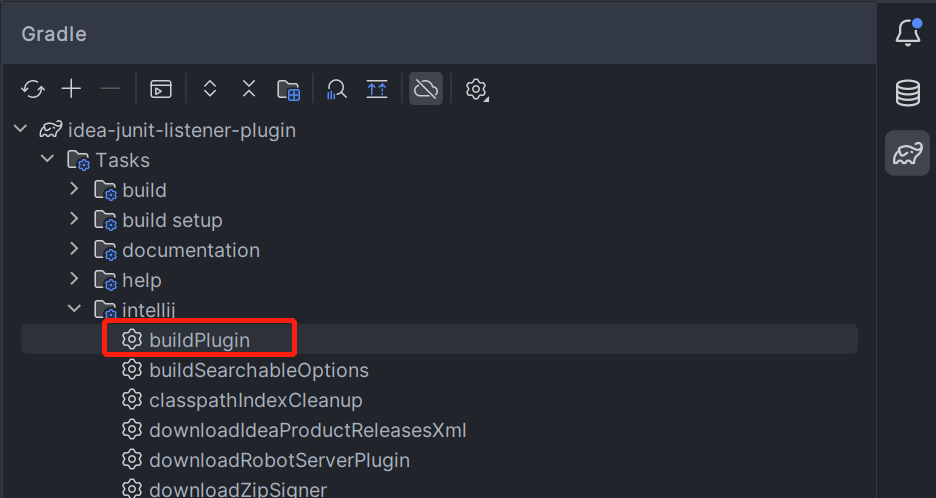 Gradle
idea-junit-listener-plugin
Tasks
build
build setup
documentation
help
intellij
buildPlugin
buildSearchableOptions
classpathIndexCleanup
downloadIdeaProductReleasesXml
downloadRobotServerPlugin
downloadZipSigner